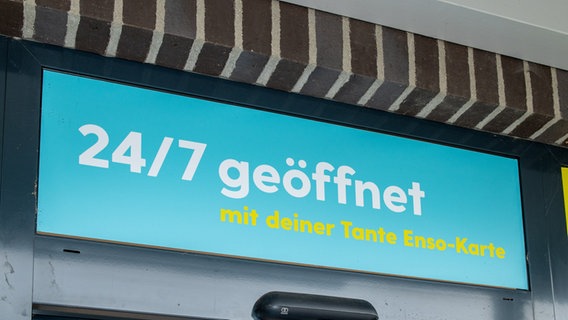 24/7 geöffnet
mit deiner Tante Enso-Karte